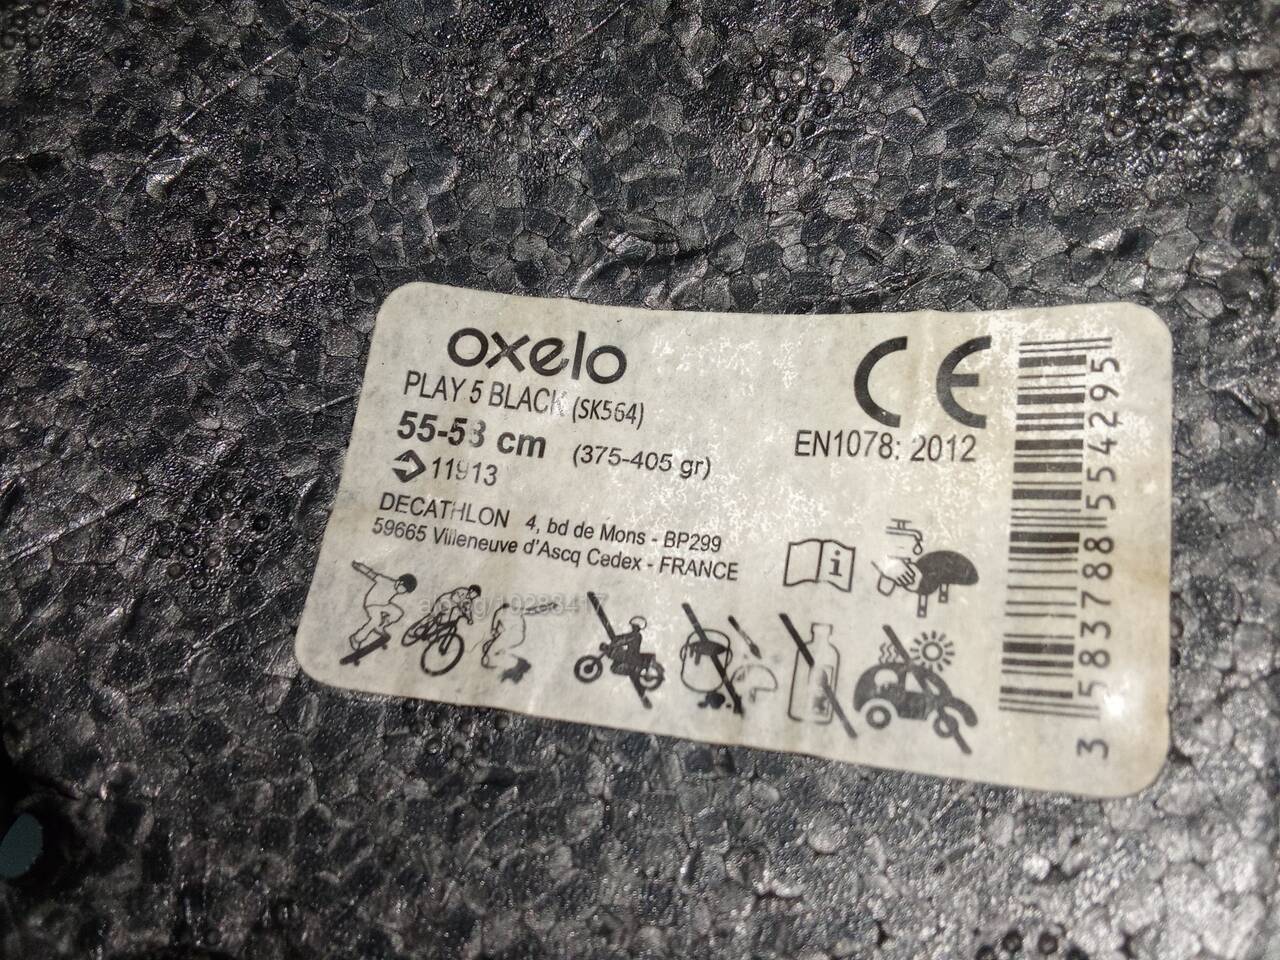 oxelo
PLAY 5 BLACK (SK564)
55-58 cm (375-405 gr)
11913
DECATHLON 4, bd de Mons - BP299
59665 Villeneuve d'Ascq Cedex - FRANCE
CE
EN1078: 2012
i
3 583788 554295